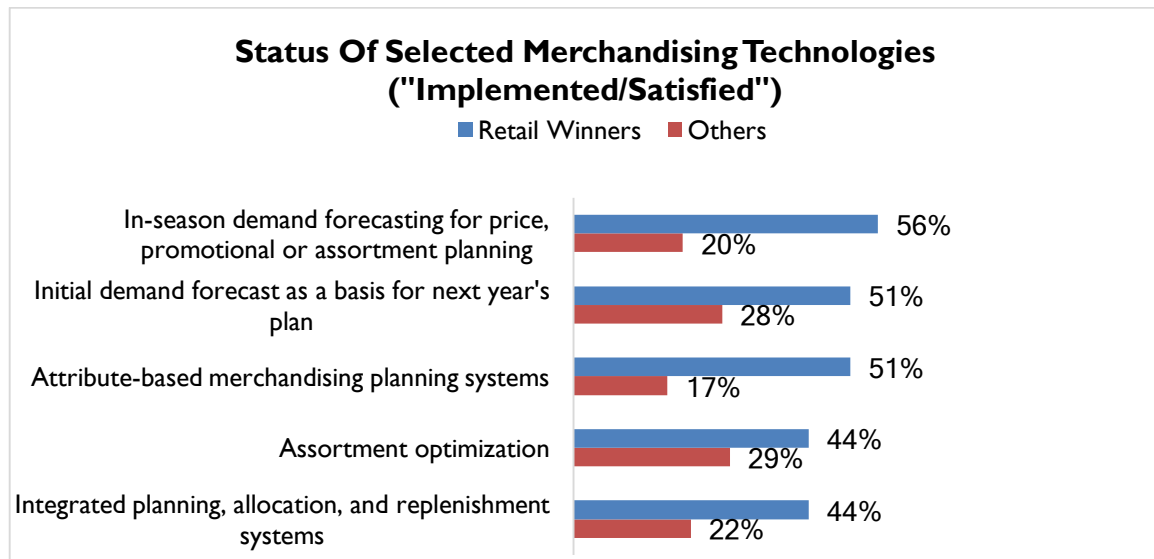 Status Of Selected Merchandising Technologies
("Implemented/Satisfied")
Retail Winners Others
In-season demand forecasting for price,
promotional or assortment planning
56%
20%
Initial demand forecast as a basis for next year's
plan
51%
28%
Attribute-based merchandising planning systems
51%
17%
Assortment optimization
44%
29%
Integrated planning, allocation, and replenishment
systems
44%
22%